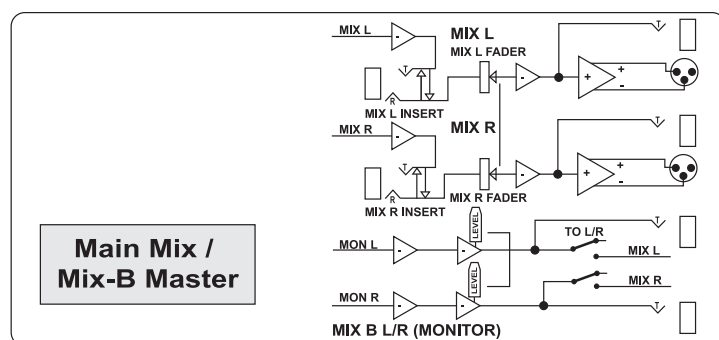 MIX L
MIX L
MIX L FADER
+
+
-
-
-
T
T
R
MIX L INSERT
MIX R
MIX R
-
-
T
+
+
-
T
R
MIX R INSERT
MIX R FADER
Main Mix /
Mix-B Master
LEVEL
TO L/R
T
MON L
-
-
MIX L
LEVEL
MIX R
MON R
-
-
T
MIX B L/R (MONITOR)